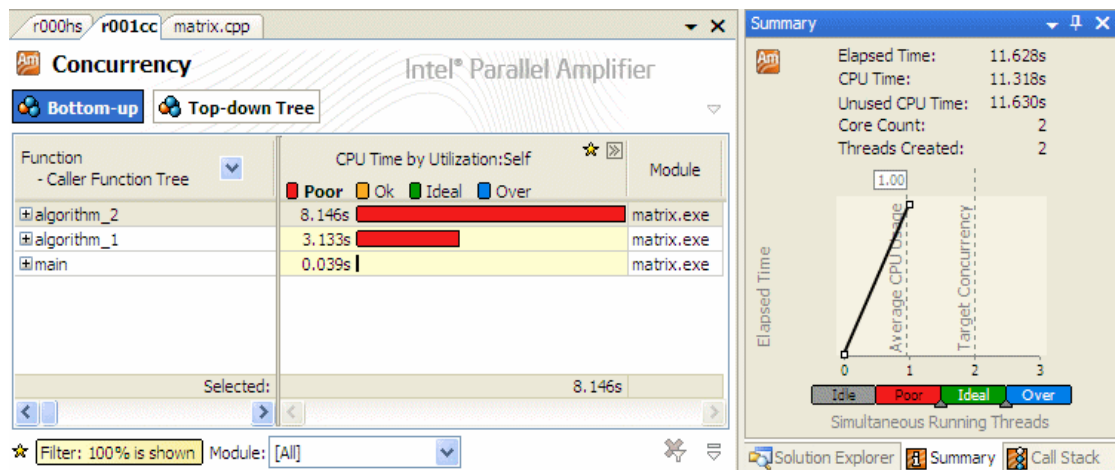 r000hs r001cc matrix.cpp
Am Concurrency Intel® Parallel Amplifier
Bottom-up Top-down Tree
Function
- Caller Function Tree
CPU Time by Utilization:Self
Poor Ok Ideal Over
Module
algorithm_2 8.146s matrix.exe
algorithm_1 3.133s matrix.exe
main 0.039s matrix.exe
Selected: 8.146s
Filter: 100% is shown Module: [All]
Summary
Am
Elapsed Time: 11.628s
CPU Time: 11.318s
Unused CPU Time: 11.630s
Core Count: 2
Threads Created: 2
1.00
Elapsed Time
Average CPU Usage
Target Concurrency
0 1 2 3
Idle Poor Ideal Over
Simultaneous Running Threads
Solution Explorer Summary Call Stack